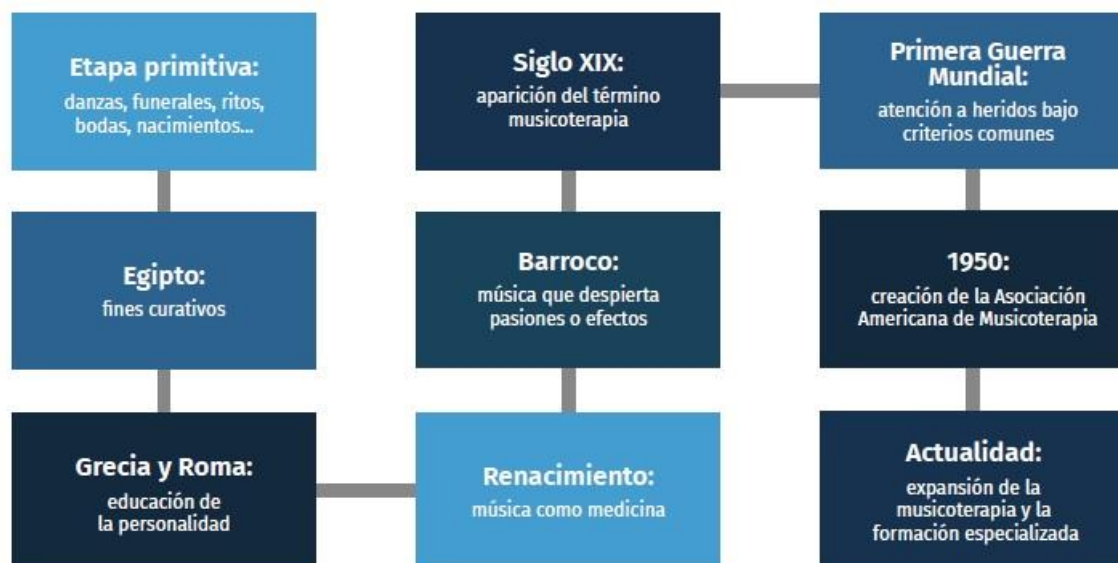 Etapa primitiva:
danzas, funerales, ritos,
bodas, nacimientos...
Egipto:
fines curativos
Grecia y Roma:
educación de
la personalidad
Renacimiento:
música como medicina
Barroco:
música que despierta
pasiones o efectos
Siglo XIX:
aparición del término
musicoterapia
Primera Guerra
Mundial:
atención a heridos bajo
criterios comunes
1950:
creación de la Asociación
Americana de Musicoterapia
Actualidad:
expansión de la
musicoterapia y la
formación especializada